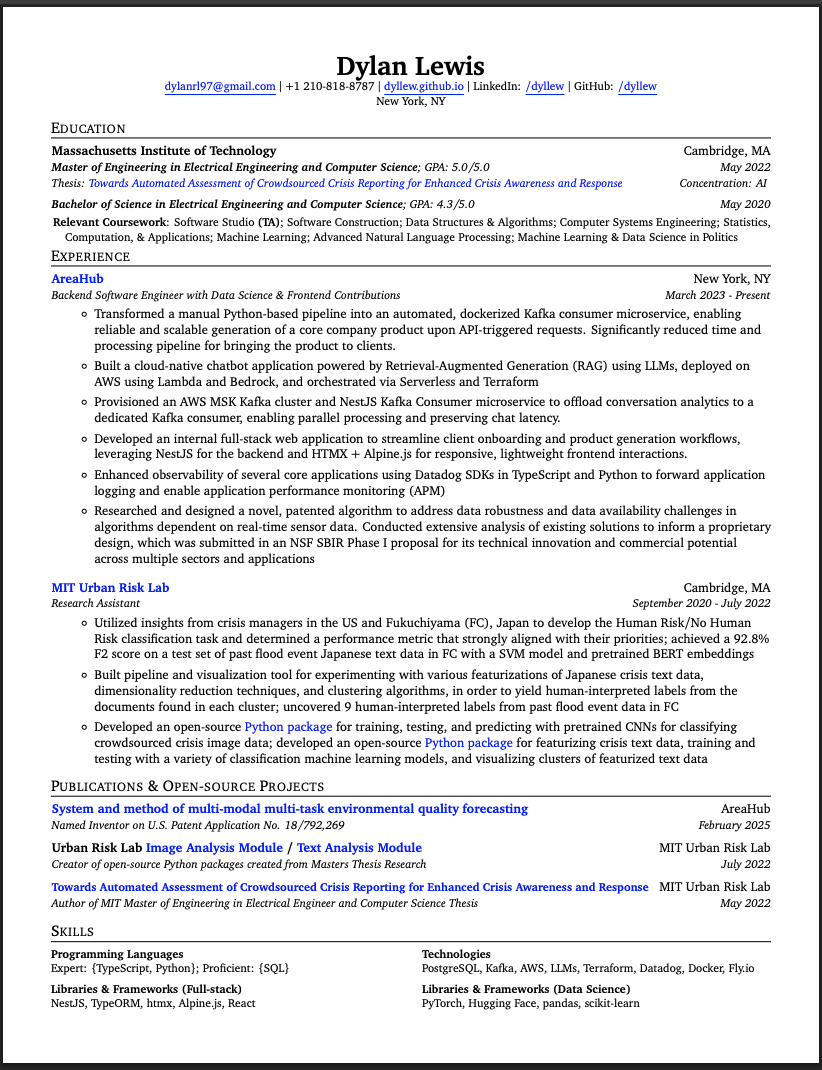 Dylan Lewis
dylanrl97@gmail.com | +1 210-818-8787 | dyllew.github.io | LinkedIn: /dyllew | GitHub: /dyllew
New York, NY
EDUCATION
Massachusetts Institute of Technology Cambridge, MA
Master of Engineering in Electrical Engineering and Computer Science; GPA: 5.0/5.0 May 2022
Thesis: Towards Automated Assessment of Crowdsourced Crisis Reporting for Enhanced Crisis Awareness and Response Concentration: AI
Bachelor of Science in Electrical Engineering and Computer Science; GPA: 4.3/5.0 May 2020
Relevant Coursework: Software Studio (TA); Software Construction; Data Structures & Algorithms; Computer Systems Engineering; Statistics,
Computation, & Applications; Machine Learning; Advanced Natural Language Processing; Machine Learning & Data Science in Politics
EXPERIENCE
AreaHub New York, NY
Backend Software Engineer with Data Science & Frontend Contributions March 2023 - Present
◦ Transformed a manual Python-based pipeline into an automated, dockerized Kafka consumer microservice, enabling
reliable and scalable generation of a core company product upon API-triggered requests. Significantly reduced time and
processing pipeline for bringing the product to clients.
◦ Built a cloud-native chatbot application powered by Retrieval-Augmented Generation (RAG) using LLMs, deployed on
AWS using Lambda and Bedrock, and orchestrated via Serverless and Terraform
◦ Provisioned an AWS MSK Kafka cluster and NestJS Kafka Consumer microservice to offload conversation analytics to a
dedicated Kafka consumer, enabling parallel processing and preserving chat latency.
◦ Developed an internal full-stack web application to streamline client onboarding and product generation workflows,
leveraging NestJS for the backend and HTMX + Alpine.js for responsive, lightweight frontend interactions.
◦ Enhanced observability of several core applications using Datadog SDKs in TypeScript and Python to forward application
logging and enable application performance monitoring (APM)
◦ Researched and designed a novel, patented algorithm to address data robustness and data availability challenges in
algorithms dependent on real-time sensor data. Conducted extensive analysis of existing solutions to inform a proprietary
design, which was submitted in an NSF SBIR Phase I proposal for its technical innovation and commercial potential
across multiple sectors and applications
MIT Urban Risk Lab Cambridge, MA
Research Assistant September 2020 - July 2022
◦ Utilized insights from crisis managers in the US and Fukuchiyama (FC), Japan to develop the Human Risk/No Human
Risk classification task and determined a performance metric that strongly aligned with their priorities; achieved a 92.8%
F2 score on a test set of past flood event Japanese text data in FC with a SVM model and pretrained BERT embeddings
◦ Built pipeline and visualization tool for experimenting with various featurizations of Japanese crisis text data,
dimensionality reduction techniques, and clustering algorithms, in order to yield human-interpreted labels from the
documents found in each cluster; uncovered 9 human-interpreted labels from past flood event data in FC
◦ Developed an open-source Python package for training, testing, and predicting with pretrained CNNs for classifying
crowdsourced crisis image data; developed an open-source Python package for featurizing crisis text data, training and
testing with a variety of classification machine learning models, and visualizing clusters of featurized text data
PUBLICATIONS & OPEN-SOURCE PROJECTS
System and method of multi-modal multi-task environmental quality forecasting AreaHub
Named Inventor on U.S. Patent Application No. 18/792,269 February 2025
Urban Risk Lab Image Analysis Module / Text Analysis Module MIT Urban Risk Lab
Creator of open-source Python packages created from Masters Thesis Research July 2022
Towards Automated Assessment of Crowdsourced Crisis Reporting for Enhanced Crisis Awareness and Response MIT Urban Risk Lab
Author of MIT Master of Engineering in Electrical Engineer and Computer Science Thesis May 2022
SKILLS
Programming Languages
Expert: {TypeScript, Python}; Proficient: {SQL}
Technologies
PostgreSQL, Kafka, AWS, LLMs, Terraform, Datadog, Docker, Fly.io
Libraries & Frameworks (Full-stack)
NestJS, TypeORM, htmx, Alpine.js, React
Libraries & Frameworks (Data Science)
PyTorch, Hugging Face, pandas, scikit-learn